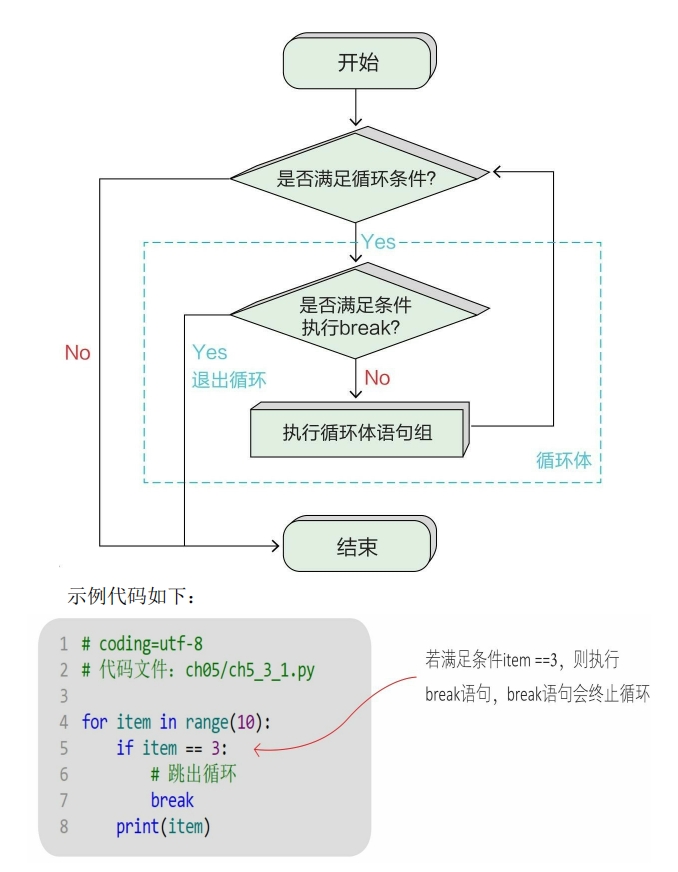 开始
是否满足循环条件?
Yes
是否满足条件
执行break?
No
Yes
退出循环
No
执行循环体语句组
循环体
结束
示例代码如下：
1 # coding=utf-8
2 # 代码文件：ch05/ch5_3_1.py
3
4 for item in range(10):
5     if item == 3:
6         # 跳出循环
7         break
8     print(item)
若满足条件item ==3，则执行
break语句，break语句会终止循环